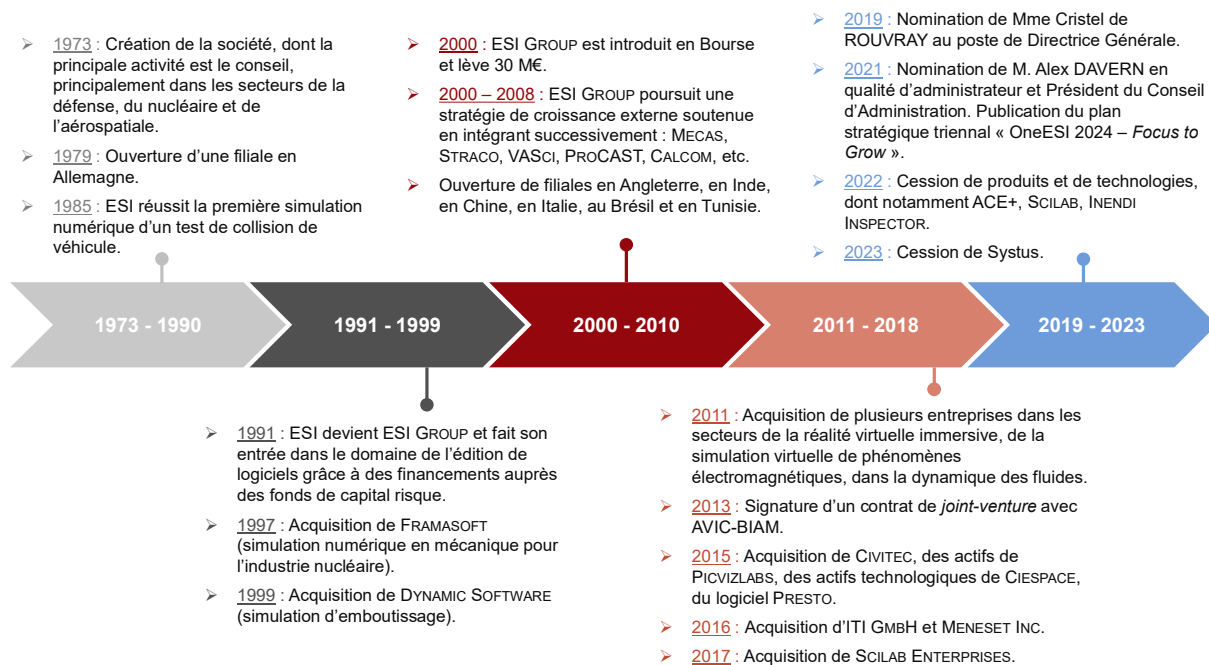 ➢ 1973 : Création de la société, dont la
principale activité est le conseil,
principalement dans les secteurs de la
défense, du nucléaire et de
l’aérospatiale.
➢ 1979 : Ouverture d’une filiale en
Allemagne.
➢ 1985 : ESI réussit la première simulation
numérique d’un test de collision de
véhicule.
➢ 2000 : ESI GROUP est introduit en Bourse
et lève 30 M€.
➢ 2000 – 2008 : ESI GROUP poursuit une
stratégie de croissance externe soutenue
en intégrant successivement : MECAS,
STRACO, VASCI, PROCAST, CALCOM, etc.
➢ Ouverture de filiales en Angleterre, en Inde,
en Chine, en Italie, au Brésil et en Tunisie.
➢ 2019 : Nomination de Mme Cristel de
ROUVRAY au poste de Directrice Générale.
➢ 2021 : Nomination de M. Alex DAVERN en
qualité d’administrateur et Président du Conseil
d’Administration. Publication du plan
stratégique triennal « OneESI 2024 – Focus to
Grow ».
➢ 2022 : Cession de produits et de technologies,
dont notamment ACE+, SCILAB, INENDI
INSPECTOR.
➢ 2023 : Cession de Systus.
1973 - 1990
1991 - 1999
2000 - 2010
2011 - 2018
2019 - 2023
➢ 1991 : ESI devient ESI GROUP et fait son
entrée dans le domaine de l’édition de
logiciels grâce à des financements auprès
des fonds de capital risque.
➢ 1997 : Acquisition de FRAMASOFT
(simulation numérique en mécanique pour
l’industrie nucléaire).
➢ 1999 : Acquisition de DYNAMIC SOFTWARE
(simulation d’emboutissage).
➢ 2011 : Acquisition de plusieurs entreprises dans les
secteurs de la réalité virtuelle immersive, de la
simulation virtuelle de phénomènes
électromagnétiques, dans la dynamique des fluides.
➢ 2013 : Signature d’un contrat de joint-venture avec
AVIC-BIAM.
➢ 2015 : Acquisition de CIVITEC, des actifs de
PICVIZLABS, des actifs technologiques de CIESPACE,
du logiciel PRESTO.
➢ 2016 : Acquisition d’ITI GMBH et MENESET INC.
➢ 2017 : Acquisition de SCILAB ENTERPRISES.